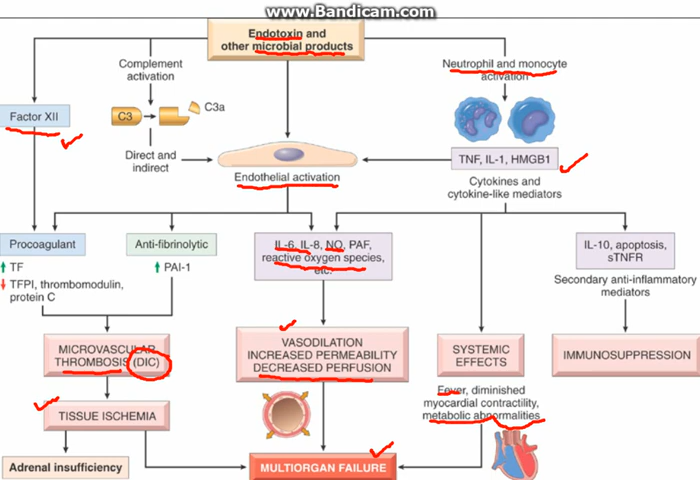 www.Bandicam.com
Endotoxin and
other microbial products
Complement
activation
Neutrophil and monocyte
activation
Factor XII
C3
C3a
Direct and
indirect
Endothelial activation
TNF, IL-1, HMGB1
Cytokines and
cytokine-like mediators
Procoagulant
Anti-fibrinolytic
IL-6, IL-8, NO, PAF,
reactive oxygen species,
etc.
IL-10, apoptosis,
sTNFR
TF
TFPI, thrombomodulin,
protein C
PAI-1
Secondary anti-inflammatory
mediators
MICROVASCULAR
THROMBOSIS (DIC)
VASODILATION
INCREASED PERMEABILITY
DECREASED PERFUSION
SYSTEMIC
EFFECTS
IMMUNOSUPPRESSION
Fever, diminished
myocardial contractility,
metabolic abnormalities
TISSUE ISCHEMIA
Adrenal insufficiency
MULTIORGAN FAILURE